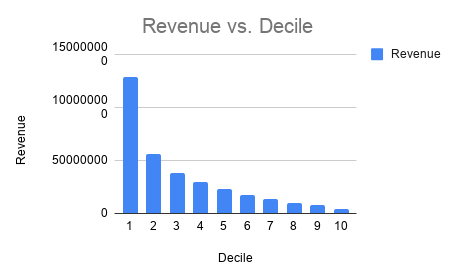 Revenue vs. Decile
15000000
0
Revenue
10000000
0
50000000
0
1 2 3 4 5 6 7 8 9 10
Revenue
Decile